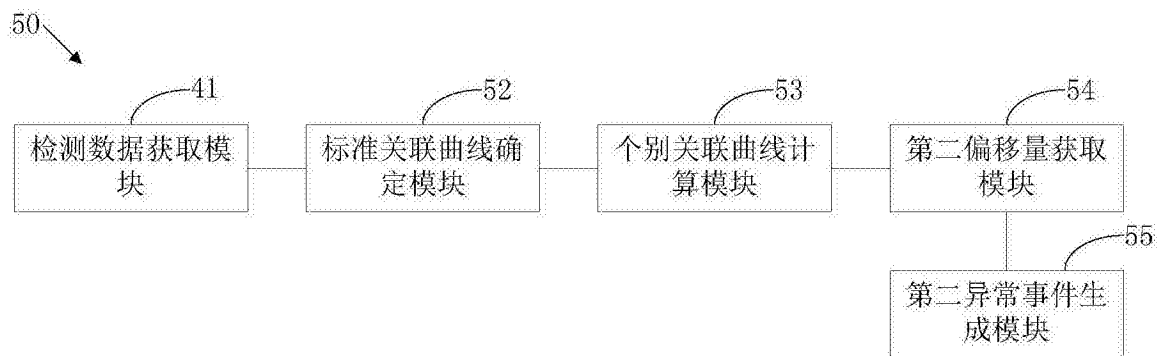 50
41
52
53
54
检测数据获取模
块
标准关联曲线确
定模块
个别关联曲线计
算模块
第二偏移量获取
模块
55
第二异常事件生
成模块